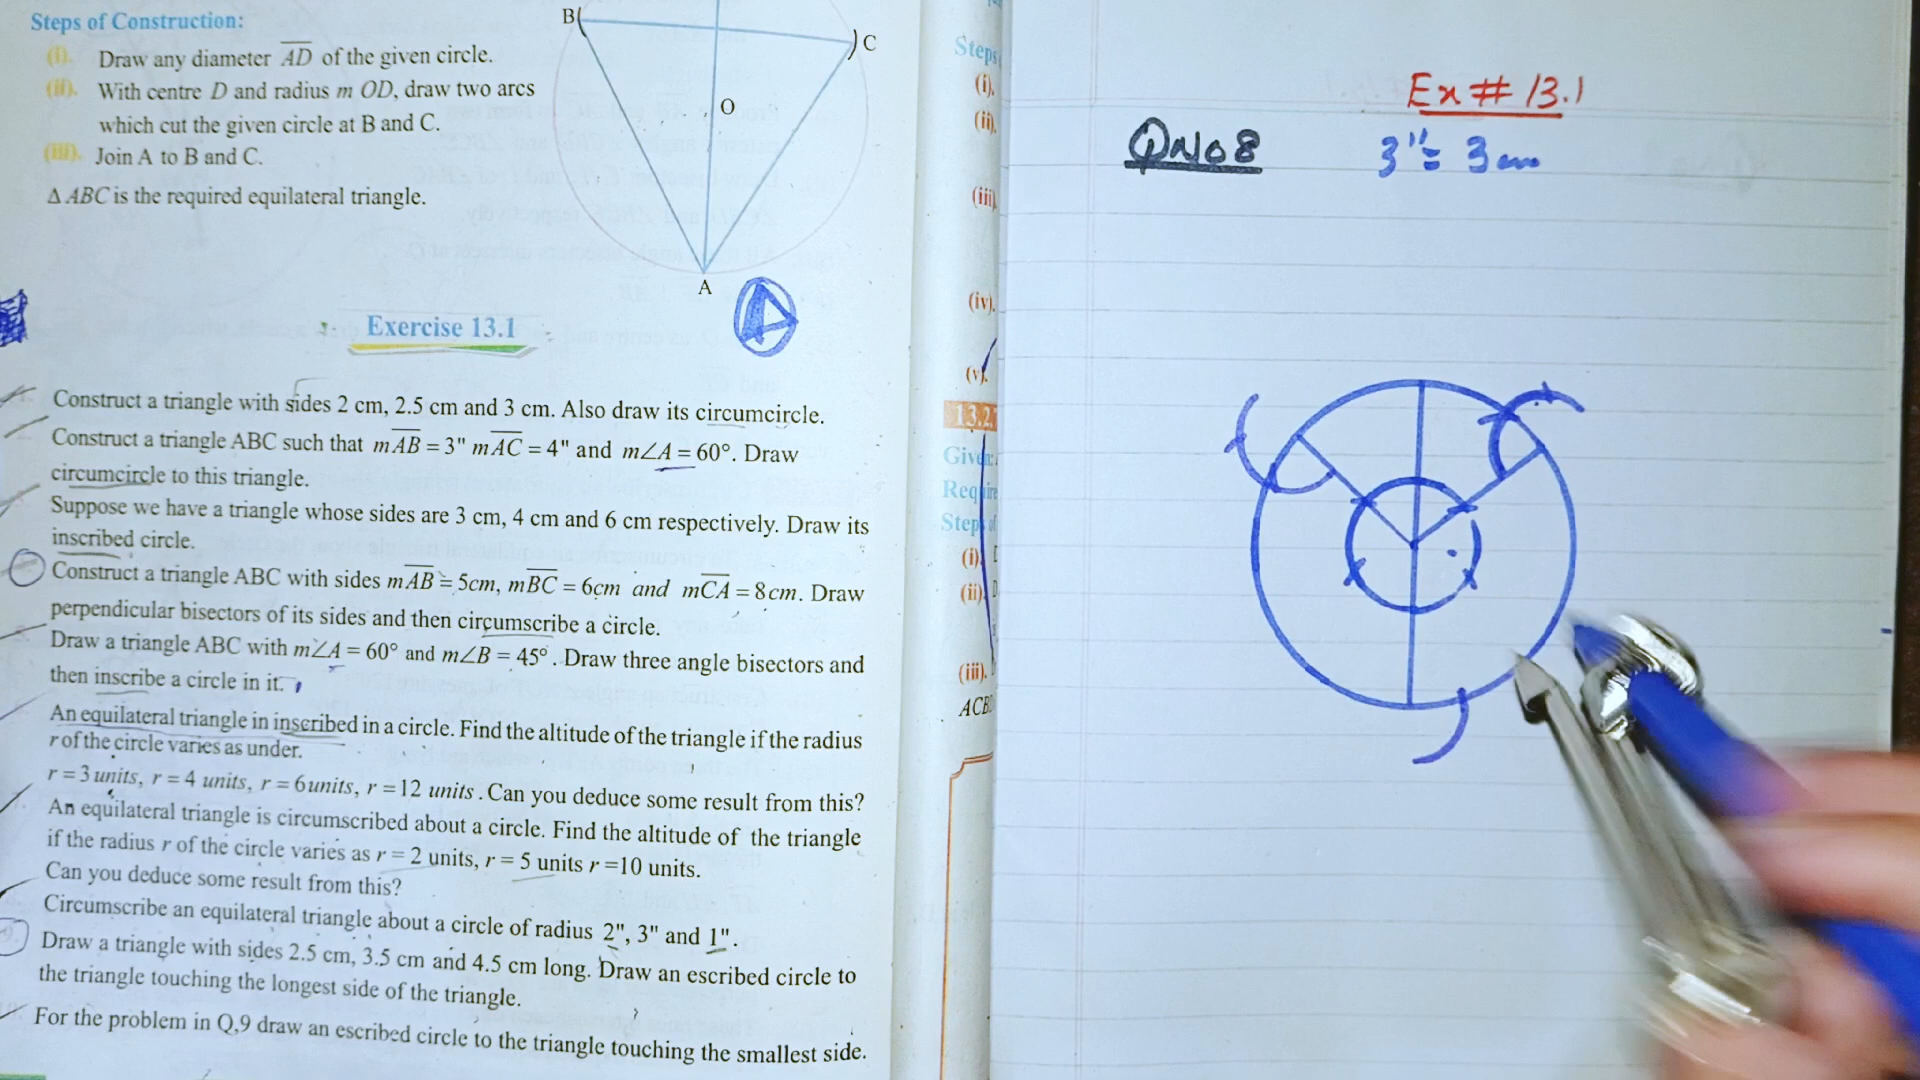 Steps of Construction:
(i). Draw any diameter AD of the given circle.
(ii). With centre D and radius m OD, draw two arcs
which cut the given circle at B and C.
(iii). Join A to B and C.
Δ ABC is the required equilateral triangle.
B
C
O
A
Exercise 13.1
Construct a triangle with sides 2 cm, 2.5 cm and 3 cm. Also draw its circumcircle.
Construct a triangle ABC such that mAB = 3" mAC = 4" and m∠A = 60°. Draw
circumcircle to this triangle.
Suppose we have a triangle whose sides are 3 cm, 4 cm and 6 cm respectively. Draw its
inscribed circle.
Construct a triangle ABC with sides mAB = 5cm, mBC = 6cm and mCA = 8cm. Draw
perpendicular bisectors of its sides and then circumscribe a circle.
Draw a triangle ABC with m∠A = 60° and m∠B = 45°. Draw three angle bisectors and
then inscribe a circle in it.
An equilateral triangle in inscribed in a circle. Find the altitude of the triangle if the radius
r of the circle varies as under.
r = 3 units, r = 4 units, r = 6units, r = 12 units. Can you deduce some result from this?
An equilateral triangle is circumscribed about a circle. Find the altitude of the triangle
if the radius r of the circle varies as r = 2 units, r = 5 units r =10 units.
Can you deduce some result from this?
Circumscribe an equilateral triangle about a circle of radius 2", 3" and 1".
Draw a triangle with sides 2.5 cm, 3.5 cm and 4.5 cm long. Draw an escribed circle to
the triangle touching the longest side of the triangle.
For the problem in Q,9 draw an escribed circle to the triangle touching the smallest side.
Steps
(i).
(ii).
(iii)
(iv).
(v).
13.2
Give
Step
(i)
(ii).
(iii).
Ex # 13.1
Q No 8
3" = 3 cm